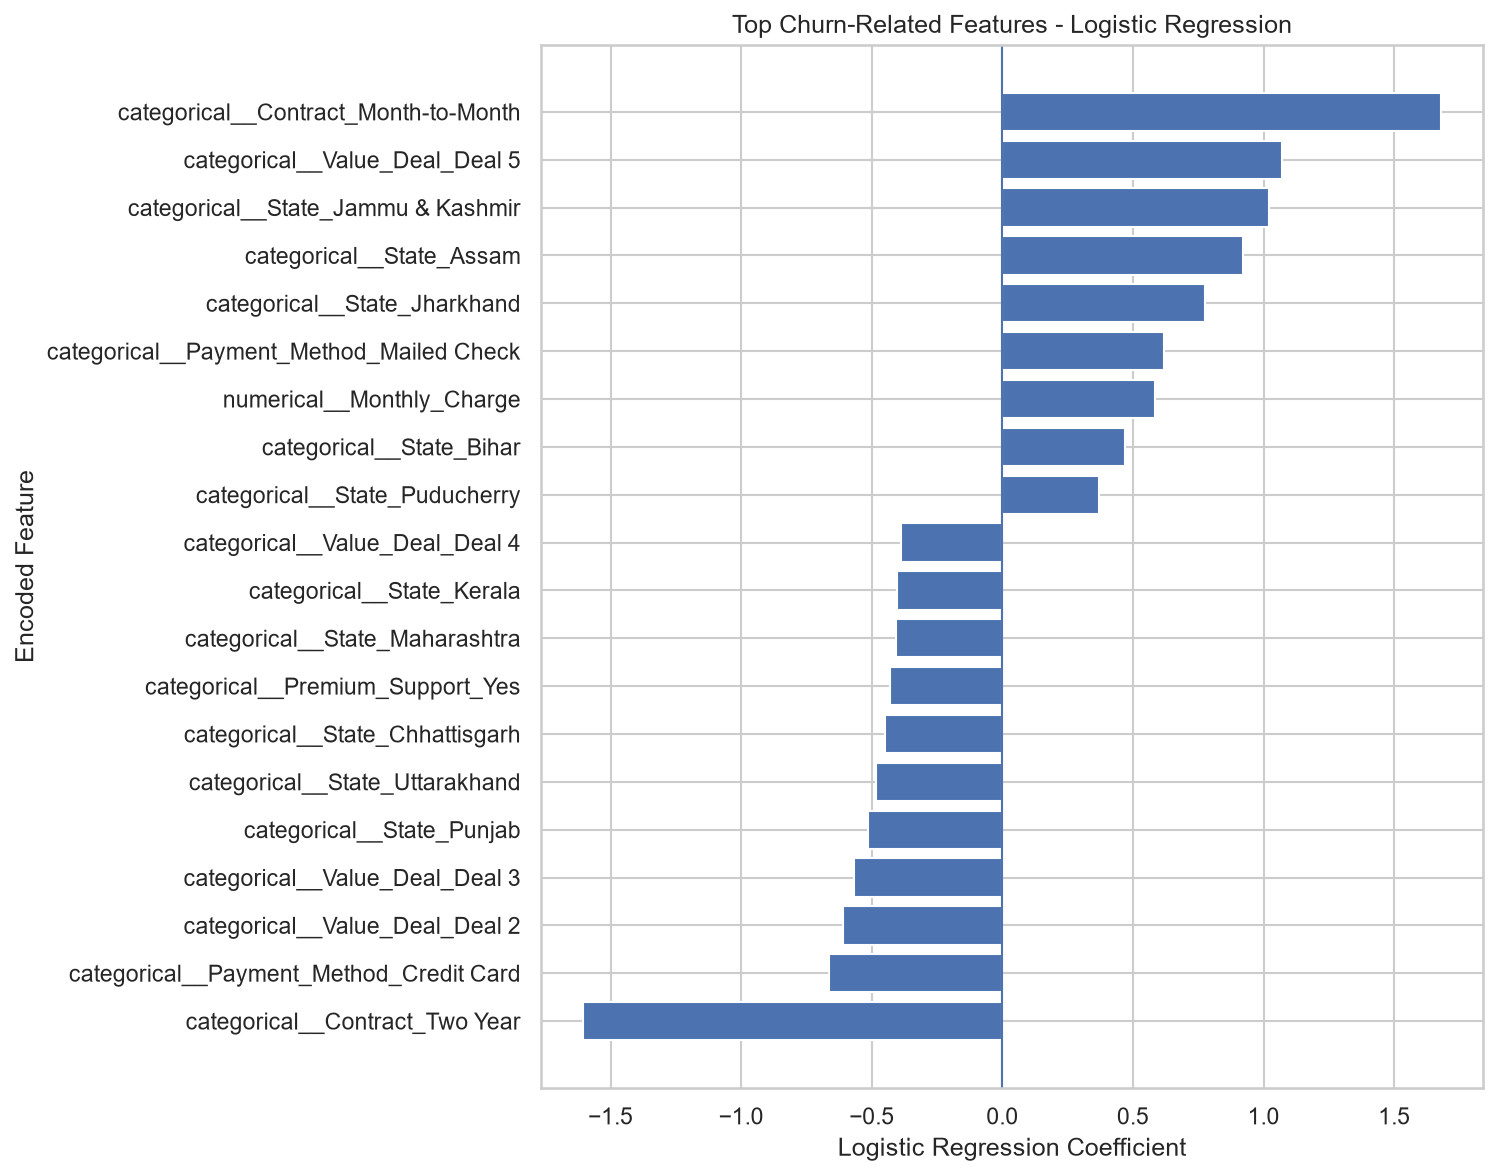 Top Churn-Related Features - Logistic Regression
categorical__Contract_Month-to-Month
categorical__Value_Deal_Deal 5
categorical__State_Jammu & Kashmir
categorical__State_Assam
categorical__State_Jharkhand
categorical__Payment_Method_Mailed Check
numerical__Monthly_Charge
categorical__State_Bihar
categorical__State_Puducherry
categorical__Value_Deal_Deal 4
categorical__State_Kerala
categorical__State_Maharashtra
categorical__Premium_Support_Yes
categorical__State_Chhattisgarh
categorical__State_Uttarakhand
categorical__State_Punjab
categorical__Value_Deal_Deal 3
categorical__Value_Deal_Deal 2
categorical__Payment_Method_Credit Card
categorical__Contract_Two Year
Encoded Feature
−1.5 −1.0 −0.5 0.0 0.5 1.0 1.5
Logistic Regression Coefficient